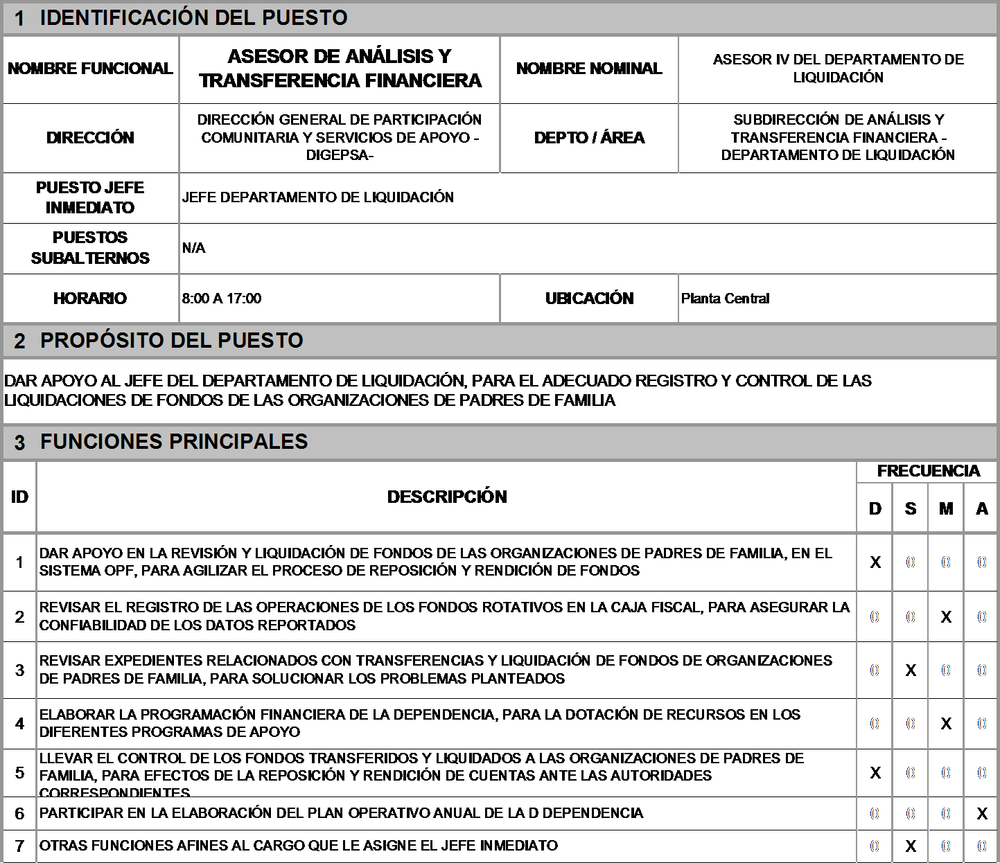 1 IDENTIFICACIÓN DEL PUESTO
NOMBRE FUNCIONAL
ASESOR DE ANÁLISIS Y
TRANSFERENCIA FINANCIERA
NOMBRE NOMINAL
ASESOR IV DEL DEPARTAMENTO DE
LIQUIDACIÓN
DIRECCIÓN
DIRECCIÓN GENERAL DE PARTICIPACIÓN
COMUNITARIA Y SERVICIOS DE APOYO -
DIGEPSA-
DEPTO / ÁREA
SUBDIRECCIÓN DE ANÁLISIS Y
TRANSFERENCIA FINANCIERA -
DEPARTAMENTO DE LIQUIDACIÓN
PUESTO JEFE
INMEDIATO
JEFE DEPARTAMENTO DE LIQUIDACIÓN
PUESTOS
SUBALTERNOS
N/A
HORARIO
8:00 A 17:00
UBICACIÓN
Planta Central
2 PROPÓSITO DEL PUESTO
DAR APOYO AL JEFE DEL DEPARTAMENTO DE LIQUIDACIÓN, PARA EL ADECUADO REGISTRO Y CONTROL DE LAS
LIQUIDACIONES DE FONDOS DE LAS ORGANIZACIONES DE PADRES DE FAMILIA
3 FUNCIONES PRINCIPALES
ID
DESCRIPCIÓN
FRECUENCIA
D S M A
1
DAR APOYO EN LA REVISIÓN Y LIQUIDACIÓN DE FONDOS DE LAS ORGANIZACIONES DE PADRES DE FAMILIA, EN EL
SISTEMA OPF, PARA AGILIZAR EL PROCESO DE REPOSICIÓN Y RENDICIÓN DE FONDOS
X 0 0 0
2
REVISAR EL REGISTRO DE LAS OPERACIONES DE LOS FONDOS ROTATIVOS EN LA CAJA FISCAL, PARA ASEGURAR LA
CONFIABILIDAD DE LOS DATOS REPORTADOS
0 0 X 0
3
REVISAR EXPEDIENTES RELACIONADOS CON TRANSFERENCIAS Y LIQUIDACIÓN DE FONDOS DE ORGANIZACIONES
DE PADRES DE FAMILIA, PARA SOLUCIONAR LOS PROBLEMAS PLANTEADOS
0 X 0 0
4
ELABORAR LA PROGRAMACIÓN FINANCIERA DE LA DEPENDENCIA, PARA LA DOTACIÓN DE RECURSOS EN LOS
DIFERENTES PROGRAMAS DE APOYO
0 0 X 0
5
LLEVAR EL CONTROL DE LOS FONDOS TRANSFERIDOS Y LIQUIDADOS A LAS ORGANIZACIONES DE PADRES DE
FAMILIA, PARA EFECTOS DE LA REPOSICIÓN Y RENDICIÓN DE CUENTAS ANTE LAS AUTORIDADES
CORRESPONDIENTES
X 0 0 0
6
PARTICIPAR EN LA ELABORACIÓN DEL PLAN OPERATIVO ANUAL DE LA D DEPENDENCIA
0 0 0 X
7
OTRAS FUNCIONES AFINES AL CARGO QUE LE ASIGNE EL JEFE INMEDIATO
0 X 0 0